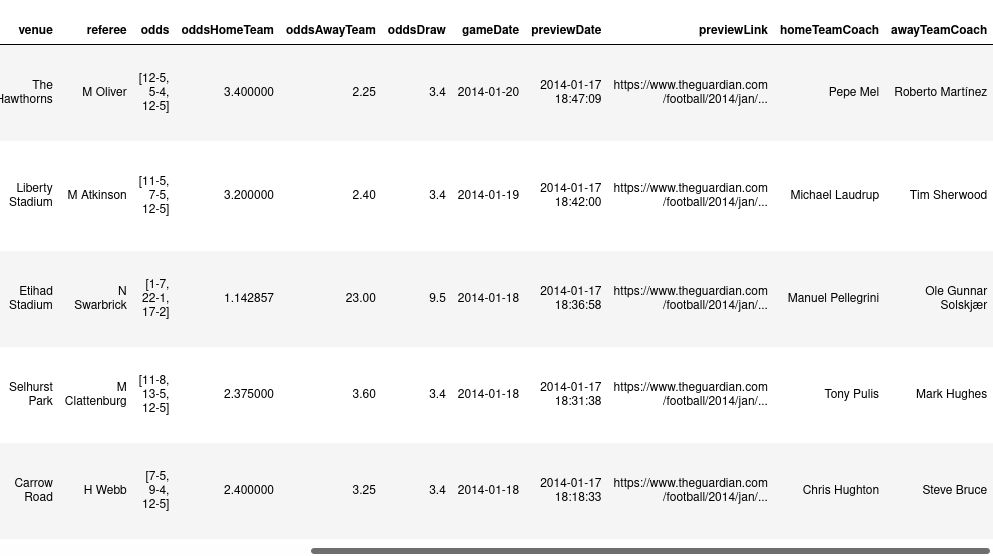 venue referee odds oddsHomeTeam oddsAwayTeam oddsDraw gameDate previewDate previewLink homeTeamCoach awayTeamCoach
The Hawthorns M Oliver [12-5, 5-4, 12-5] 3.400000 2.25 3.4 2014-01-20 2014-01-17 18:47:09 https://www.theguardian.com/football/2014/jan/... Pepe Mel Roberto Martínez
Liberty Stadium M Atkinson [11-5, 7-5, 12-5] 3.200000 2.40 3.4 2014-01-19 2014-01-17 18:42:00 https://www.theguardian.com/football/2014/jan/... Michael Laudrup Tim Sherwood
Etihad Stadium N Swarbrick [1-7, 22-1, 17-2] 1.142857 23.00 9.5 2014-01-18 2014-01-17 18:36:58 https://www.theguardian.com/football/2014/jan/... Manuel Pellegrini Ole Gunnar Solskjær
Selhurst Park M Clattenburg [11-8, 13-5, 12-5] 2.375000 3.60 3.4 2014-01-18 2014-01-17 18:31:38 https://www.theguardian.com/football/2014/jan/... Tony Pulis Mark Hughes
Carrow Road H Webb [7-5, 9-4, 12-5] 2.400000 3.25 3.4 2014-01-18 2014-01-17 18:18:33 https://www.theguardian.com/football/2014/jan/... Chris Hughton Steve Bruce